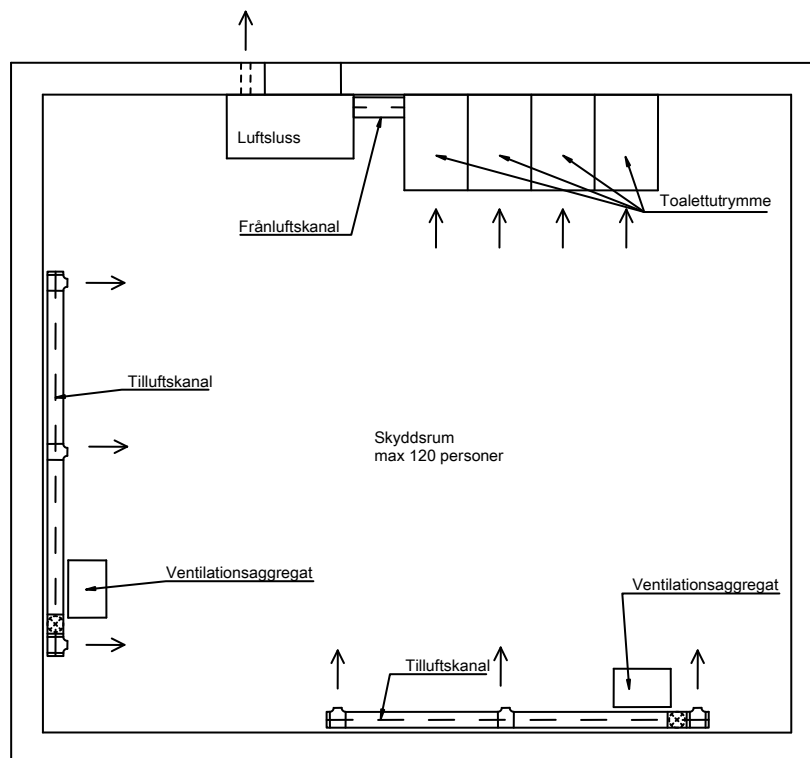 Luftsluss
Toalettutrymme
Frånluftskanal
Tilluftskanal
Skyddsrum
max 120 personer
Ventilationsaggregat
Ventilationsaggregat
Tilluftskanal